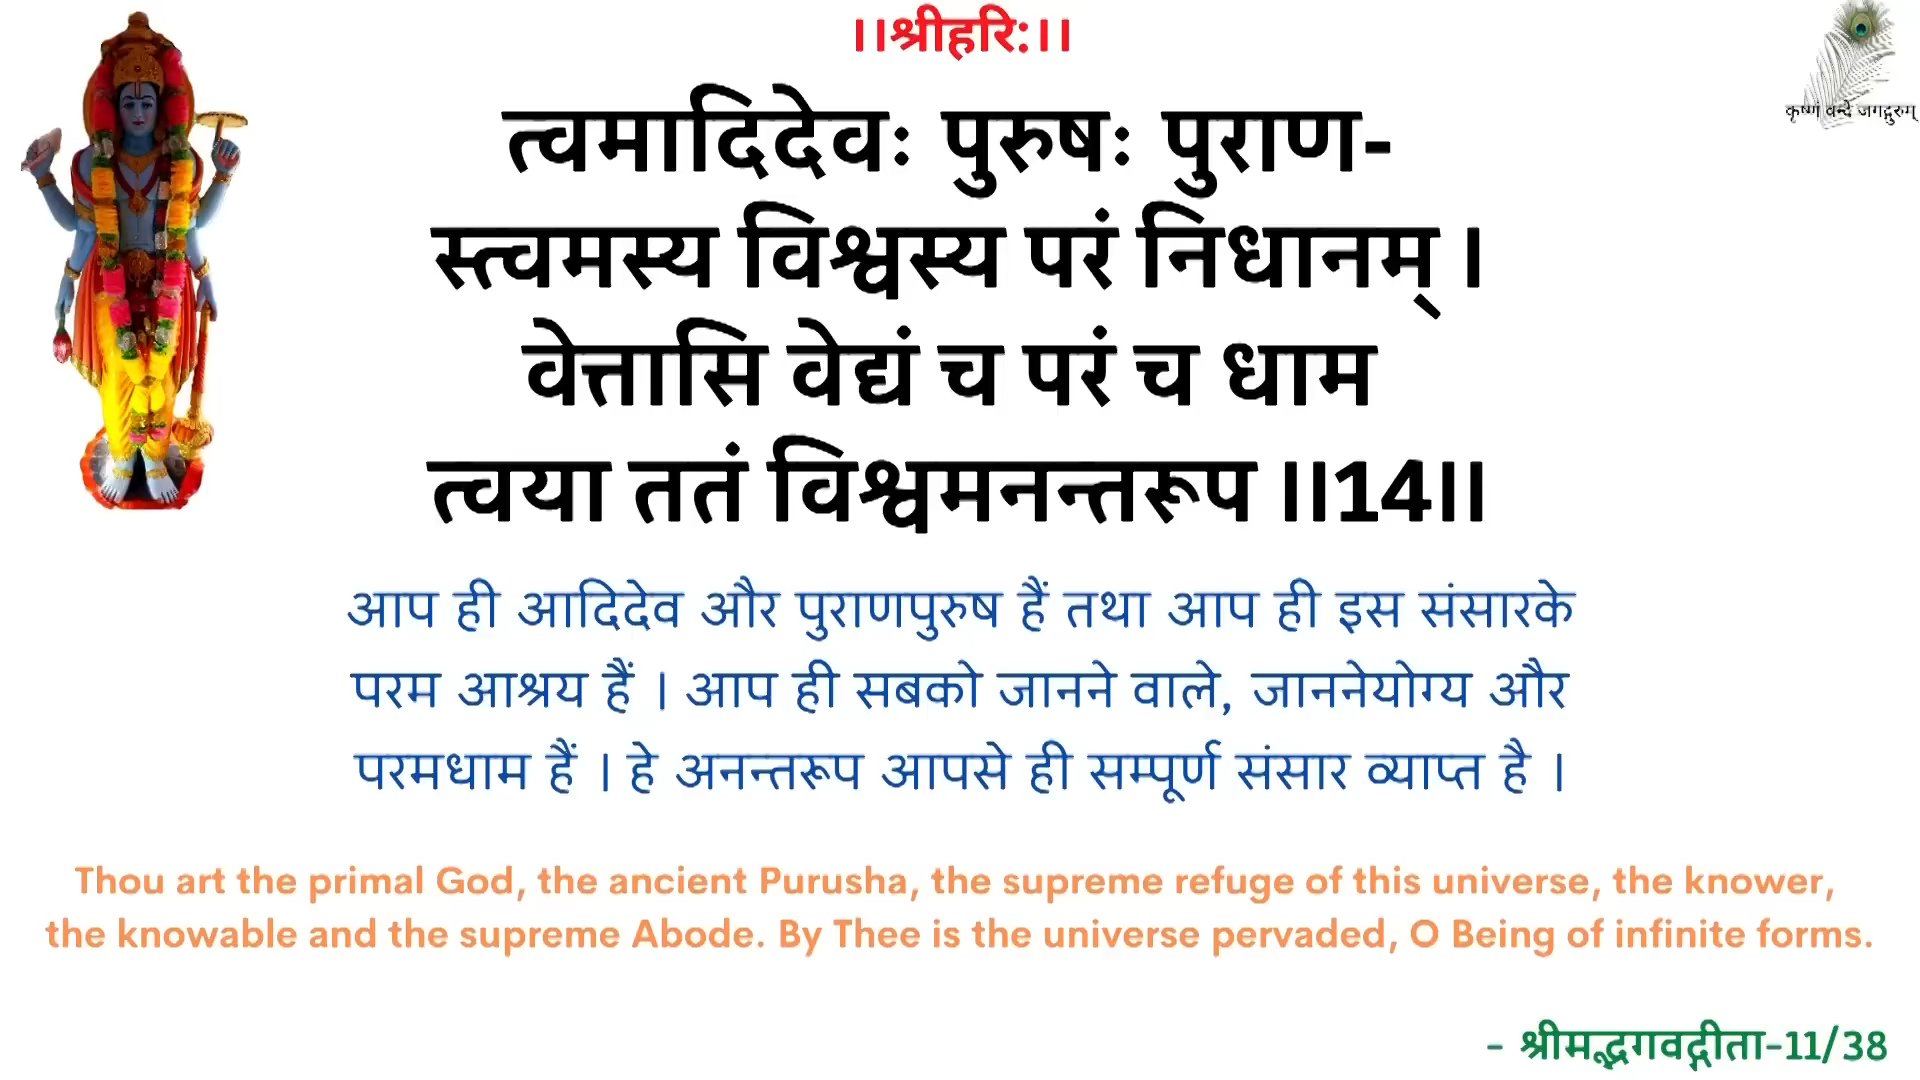 ।।श्रीहरि:।।
कृष्णं वन्दे जगद्गुरुम्
त्वमादिदेवः पुरुषः पुराण-
स्त्वमस्य विश्वस्य परं निधानम् ।
वेत्तासि वेद्यं च परं च धाम
त्वया ततं विश्वमनन्तरूप ।।14।।
आप ही आदिदेव और पुराणपुरुष हैं तथा आप ही इस संसारके
परम आश्रय हैं । आप ही सबको जानने वाले, जाननेयोग्य और
परमधाम हैं । हे अनन्तरूप आपसे ही सम्पूर्ण संसार व्याप्त है ।
Thou art the primal God, the ancient Purusha, the supreme refuge of this universe, the knower,
the knowable and the supreme Abode. By Thee is the universe pervaded, O Being of infinite forms.
- श्रीमद्भगवद्गीता-11/38